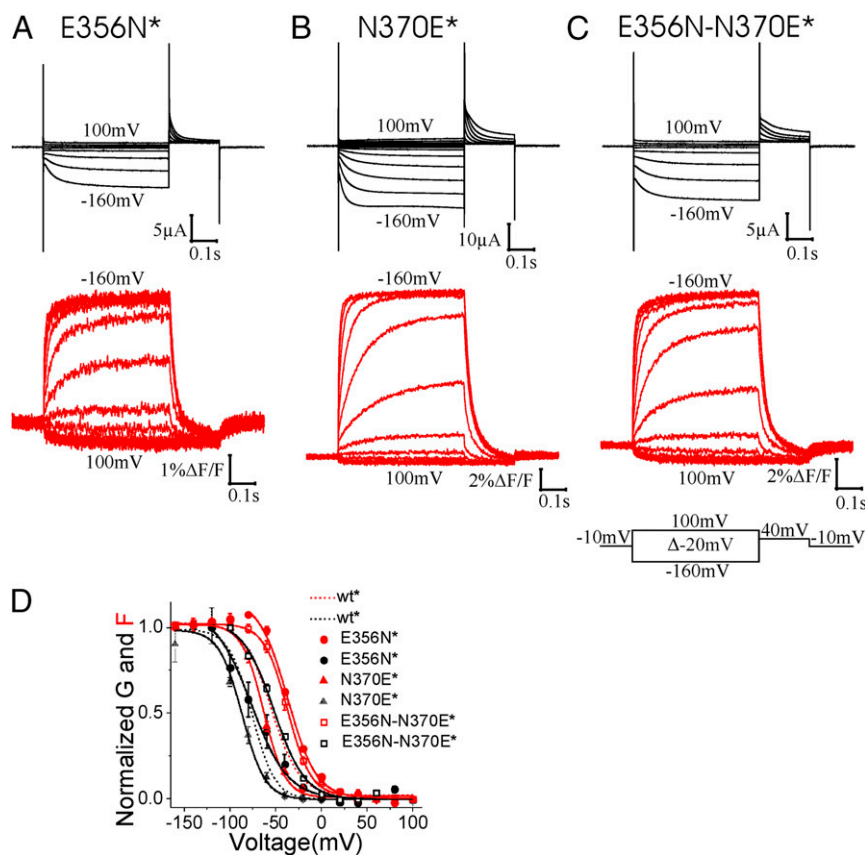 A E356N*
B N370E*
C E356N-N370E*
100mV
-160mV
5µA
0.1s
100mV
-160mV
10µA
0.1s
100mV
-160mV
5µA
0.1s
-160mV
100mV
1%ΔF/F
0.1s
-160mV
100mV
2%ΔF/F
0.1s
-160mV
100mV
2%ΔF/F
0.1s
-10mV
100mV
Δ-20mV
-160mV
40mV
-10mV
D
Normalized G and F
1.0
0.5
0.0
-150 -100 -50 0 50 100
Voltage(mV)
wt*
wt*
E356N*
E356N*
N370E*
N370E*
E356N-N370E*
E356N-N370E*